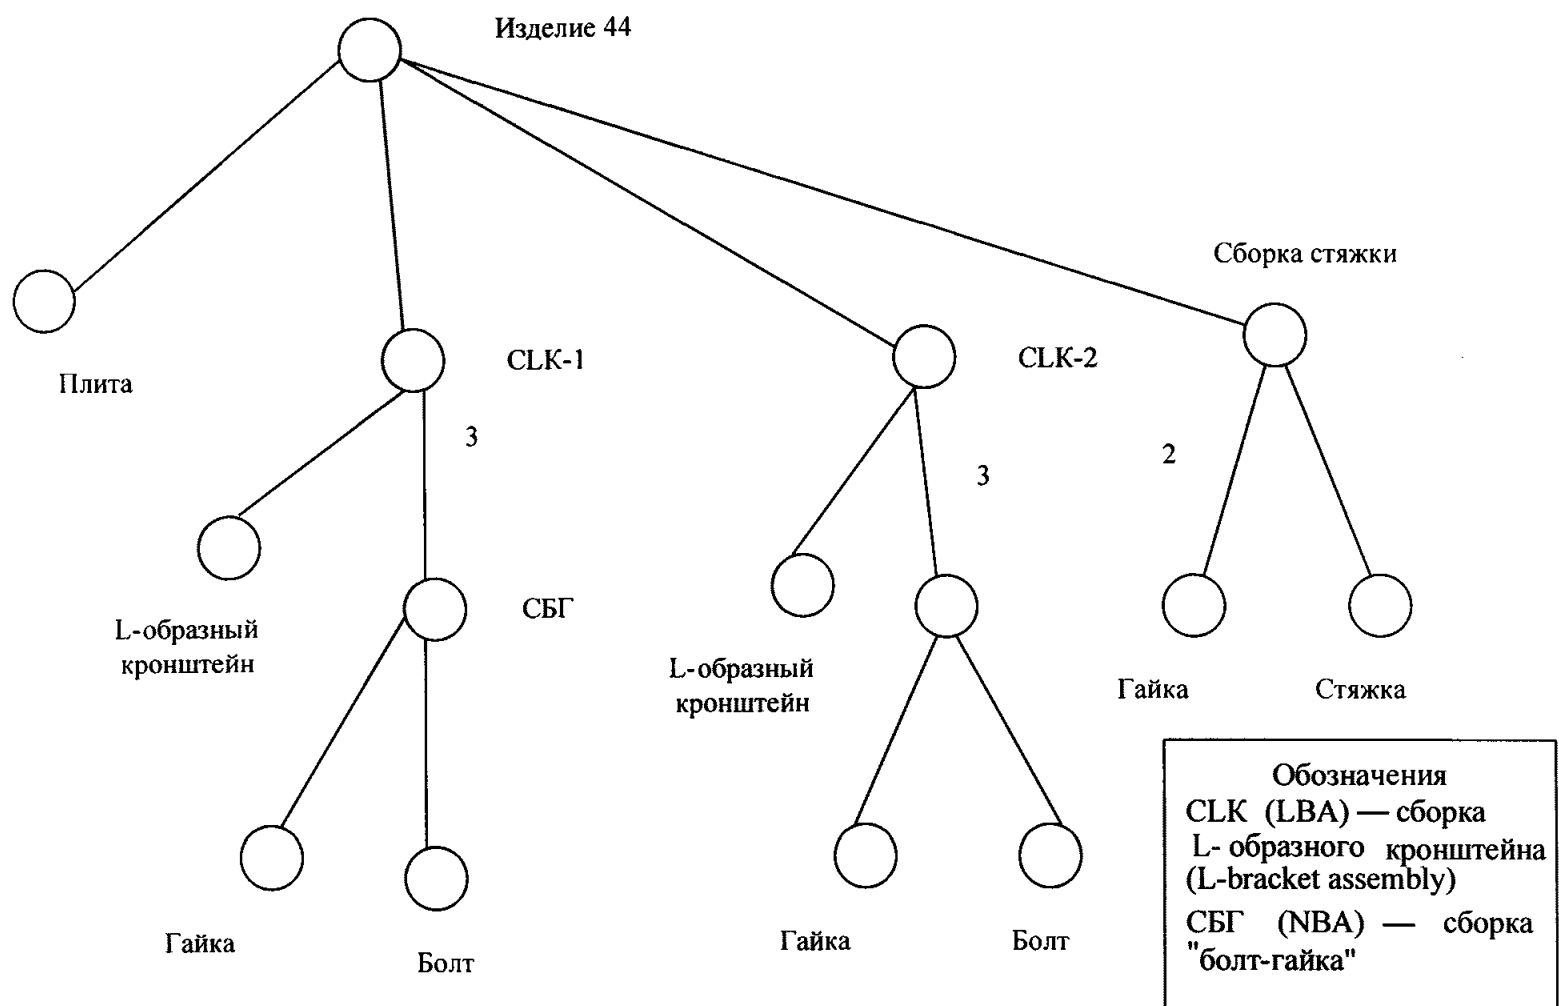 Изделие 44
Сборка стяжки
CLK-1
CLK-2
Плита
3
2
3
СБГ
L-образный
кронштейн
L-образный
кронштейн
Гайка
Стяжка
Гайка
Болт
Гайка
Болт
Обозначения
CLK (LBA) — сборка
L- образного кронштейна
(L-bracket assembly)
СБГ (NBA) — сборка
"болт-гайка"